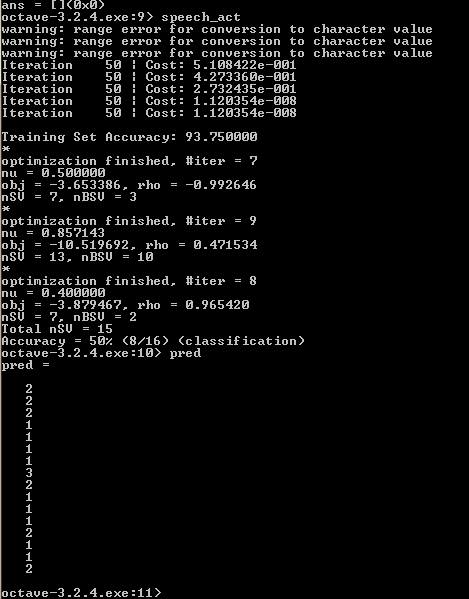 ans = [](0x0)
octave-3.2.4.exe:9> speech_act
warning: range error for conversion to character value
warning: range error for conversion to character value
warning: range error for conversion to character value
Iteration    50 | Cost: 5.108422e-001
Iteration    50 | Cost: 4.273360e-001
Iteration    50 | Cost: 2.732435e-001
Iteration    50 | Cost: 1.120354e-008
Iteration    50 | Cost: 1.120354e-008
Training Set Accuracy: 93.750000
*
optimization finished, #iter = 7
nu = 0.500000
obj = -3.653386, rho = -0.992646
nSV = 7, nBSV = 3
*
optimization finished, #iter = 9
nu = 0.857143
obj = -10.519692, rho = 0.471534
nSV = 13, nBSV = 10
*
optimization finished, #iter = 8
nu = 0.400000
obj = -3.879467, rho = 0.965420
nSV = 7, nBSV = 2
Total nSV = 15
Accuracy = 50% (8/16) (classification)
octave-3.2.4.exe:10> pred
pred =
2
2
2
1
1
1
1
3
2
1
1
1
2
1
1
2
octave-3.2.4.exe:11>